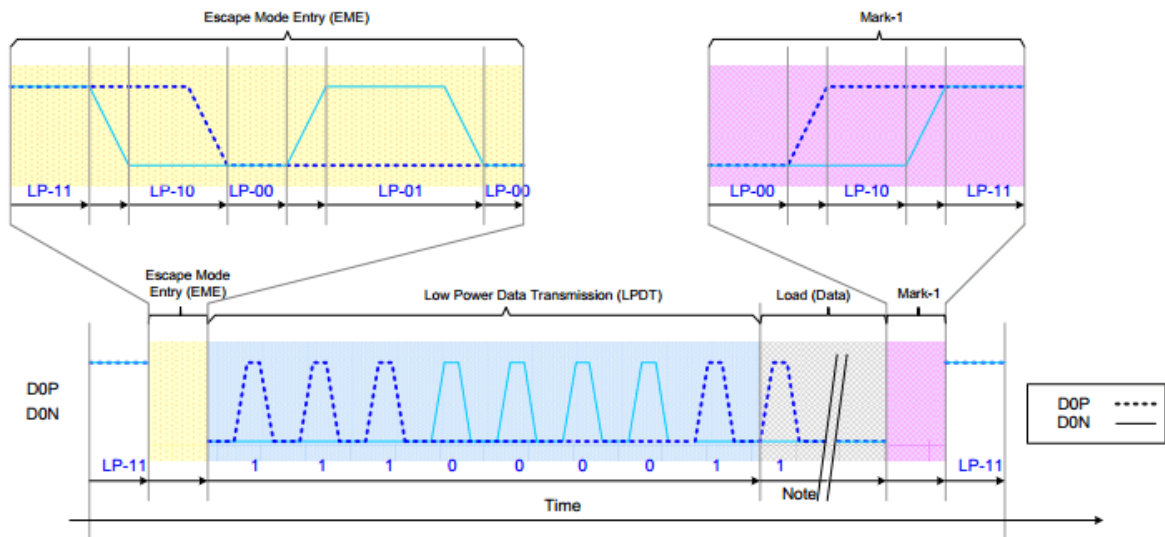 Escape Mode Entry (EME)
Mark-1
LP-11
LP-10
LP-00
LP-01
LP-00
LP-00
LP-10
LP-11
Escape Mode
Entry (EME)
Low Power Data Transmission (LPDT)
Load (Data)
Mark-1
D0P
D0N
D0P
D0N
LP-11
1
1
1
0
0
0
0
1
1
LP-11
Note
Time